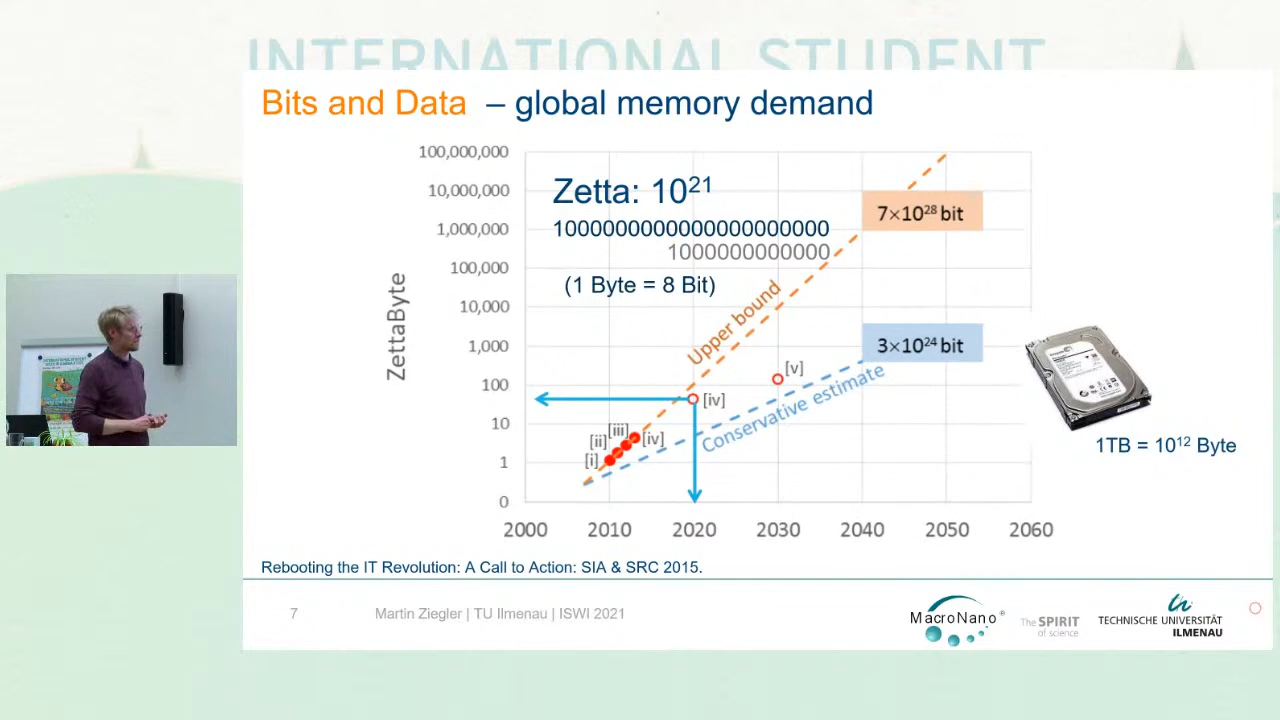 INTERNATIONAL STUDENT
Bits and Data – global memory demand
100,000,000
10,000,000
1,000,000
100,000
10,000
1,000
100
10
1
0
ZettaByte
Zetta: 10²¹
1000000000000000000000
1000000000000
(1 Byte = 8 Bit)
Upper bound
7×10²⁸ bit
3×10²⁴ bit
Conservative estimate
[i]
[ii]
[iii]
[iv]
[iv]
[v]
2000 2010 2020 2030 2040 2050 2060
1TB = 10¹² Byte
Rebooting the IT Revolution: A Call to Action: SIA & SRC 2015.
7 Martin Ziegler | TU Ilmenau | ISWI 2021
MacroNano®
The SPIRIT
of science
TECHNISCHE UNIVERSITÄT
ILMENAU